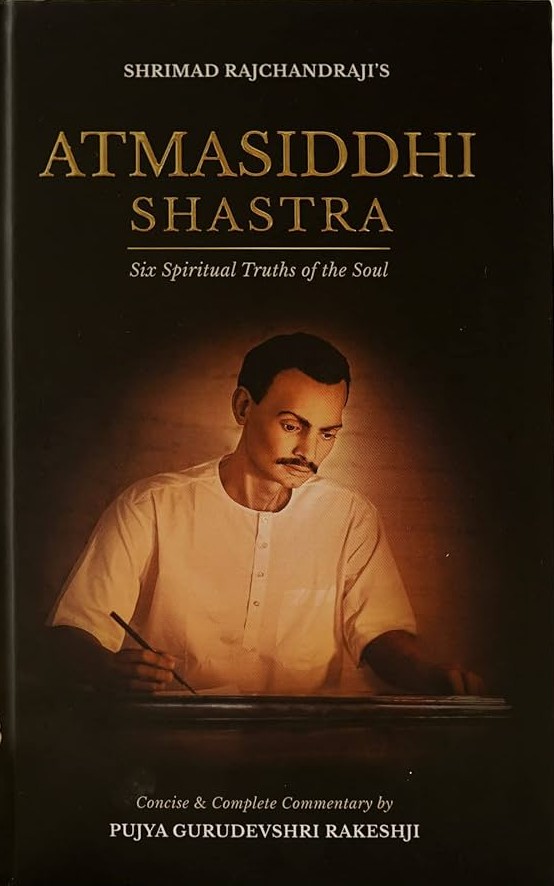 SHRIMAD RAJCHANDRAJI'S
ATMASIDDHI
SHASTRA
Six Spiritual Truths of the Soul
Concise & Complete Commentary by
PUJYA GURUDEVSHRI RAKESHJI